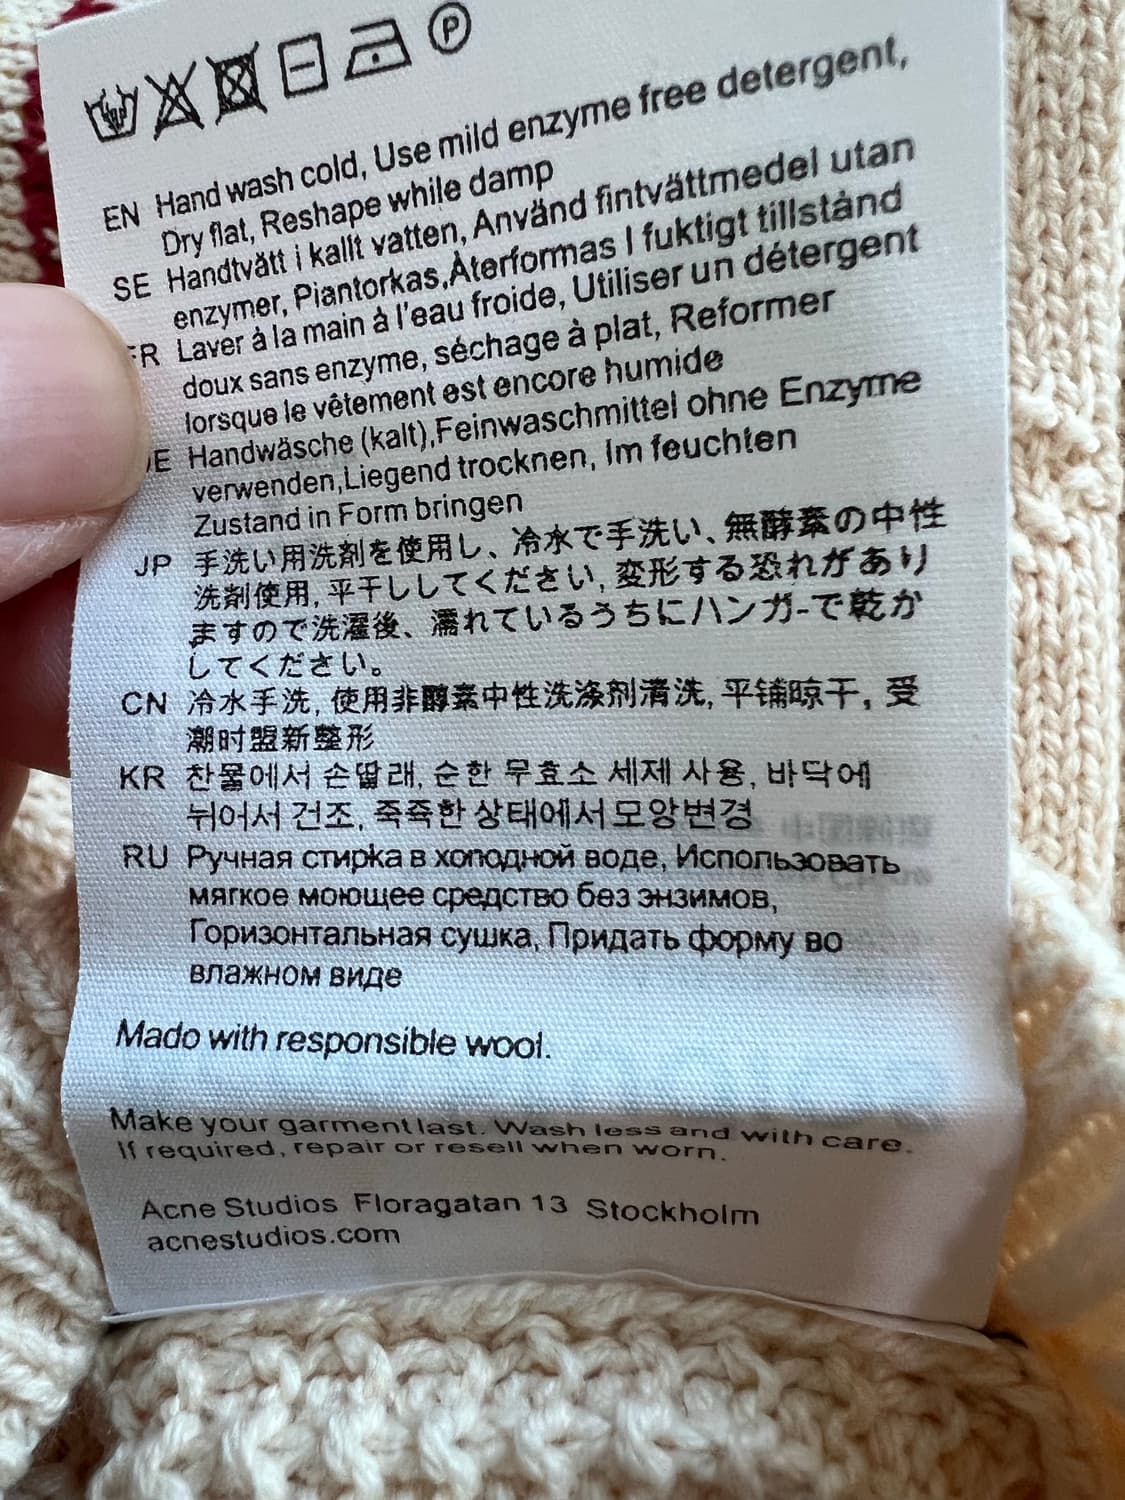 P
EN Hand wash cold, Use mild enzyme free detergent,
Dry flat, Reshape while damp
SE Handtvätt i kallt vatten, Använd fintvättmedel utan
enzymer, Piantorkas,Återformas I fuktigt tillstånd
FR Laver à la main à l'eau froide, Utiliser un détergent
doux sans enzyme, séchage à plat, Reformer
lorsque le vêtement est encore humide
DE Handwäsche (kalt),Feinwaschmittel ohne Enzyme
verwenden,Liegend trocknen, Im feuchten
Zustand in Form bringen
JP 手洗い用洗剤を使用し、冷水で手洗い、無酵素の中性
洗剤使用, 平干ししてください, 変形する恐れがあり
ますので洗濯後、濡れているうちにハンガーで乾か
してください。
CN 冷水手洗, 使用非酵素中性洗涤剂清洗, 平铺晾干, 受
潮时盟新整形
KR 찬물에서 손빨래, 순한 무효소 세제 사용, 바닥에
뉘어서 건조, 축축한 상태에서 모양변경
RU Ручная стирка в холодной воде, Использовать
мягкое моющее средство без энзимов,
Горизонтальная сушка, Придать форму во
влажном виде
Made with responsible wool.
Make your garment last. Wash less and with care.
If required, repair or resell when worn.
Acne Studios Floragatan 13 Stockholm
acnestudios.com